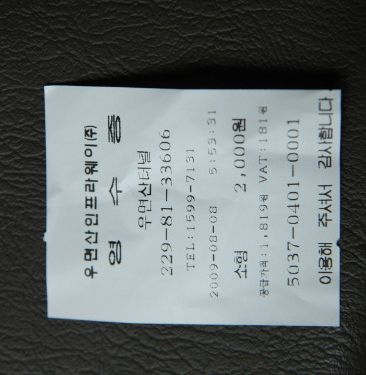 우면산인프라웨이(주)
영 수 증
우면산터널
229-81-33606
TEL:1599-7131
2009-08-08 5:59:31
소형 2,000원
공급가격:1,819원 VAT:181원
5037-0401-0001
이용해 주셔서 감사합니다